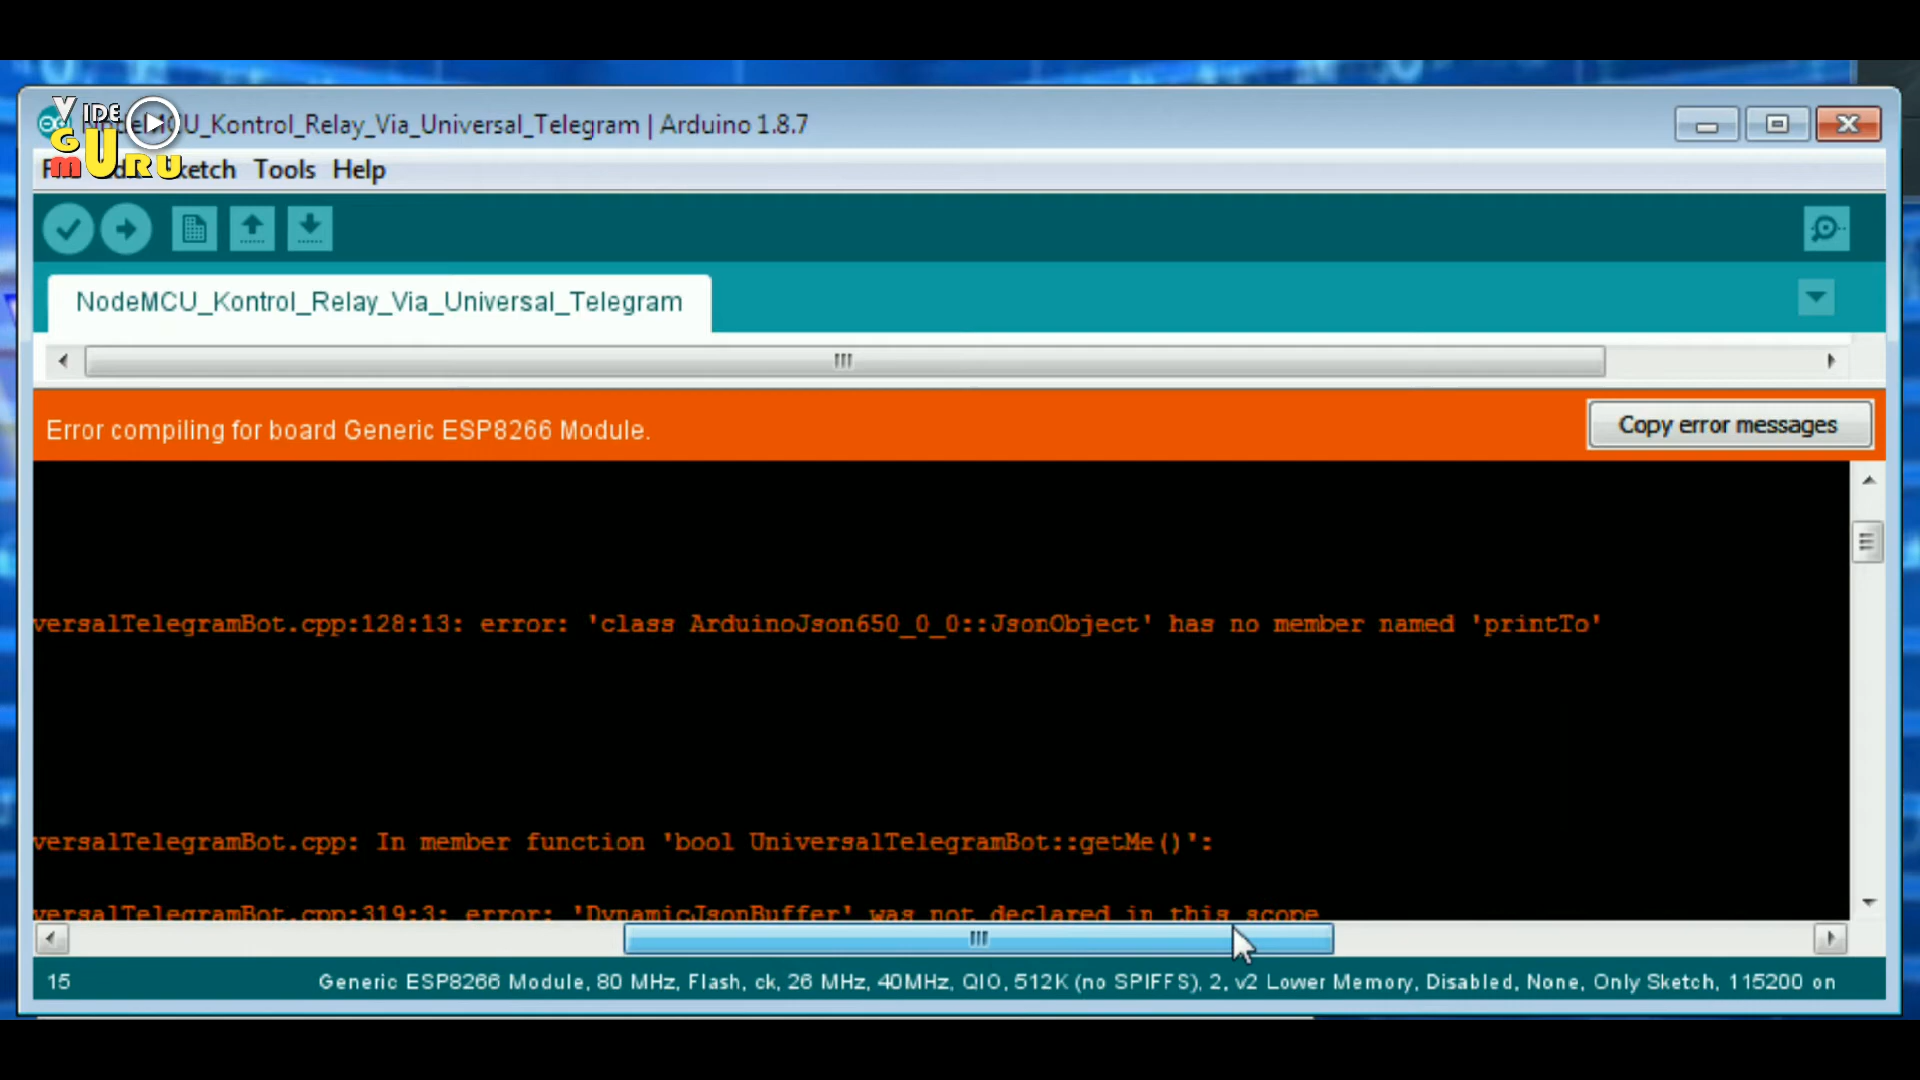 VIDE
GURU
m
deMCU_Kontrol_Relay_Via_Universal_Telegram | Arduino 1.8.7
ketch Tools Help
NodeMCU_Kontrol_Relay_Via_Universal_Telegram
Error compiling for board Generic ESP8266 Module.
Copy error messages
versalTelegramBot.cpp:128:13: error: 'class ArduinoJson650_0_0::JsonObject' has no member named 'printTo'
versalTelegramBot.cpp: In member function 'bool UniversalTelegramBot::getMe()':
versalTelegramBot.cpp:319:3: error: 'DynamicJsonBuffer' was not declared in this scope
15
Generic ESP8266 Module, 80 MHz, Flash, ck, 26 MHz, 40MHz, QIO, 512K (no SPIFFS), 2, v2 Lower Memory, Disabled, None, Only Sketch, 115200 on